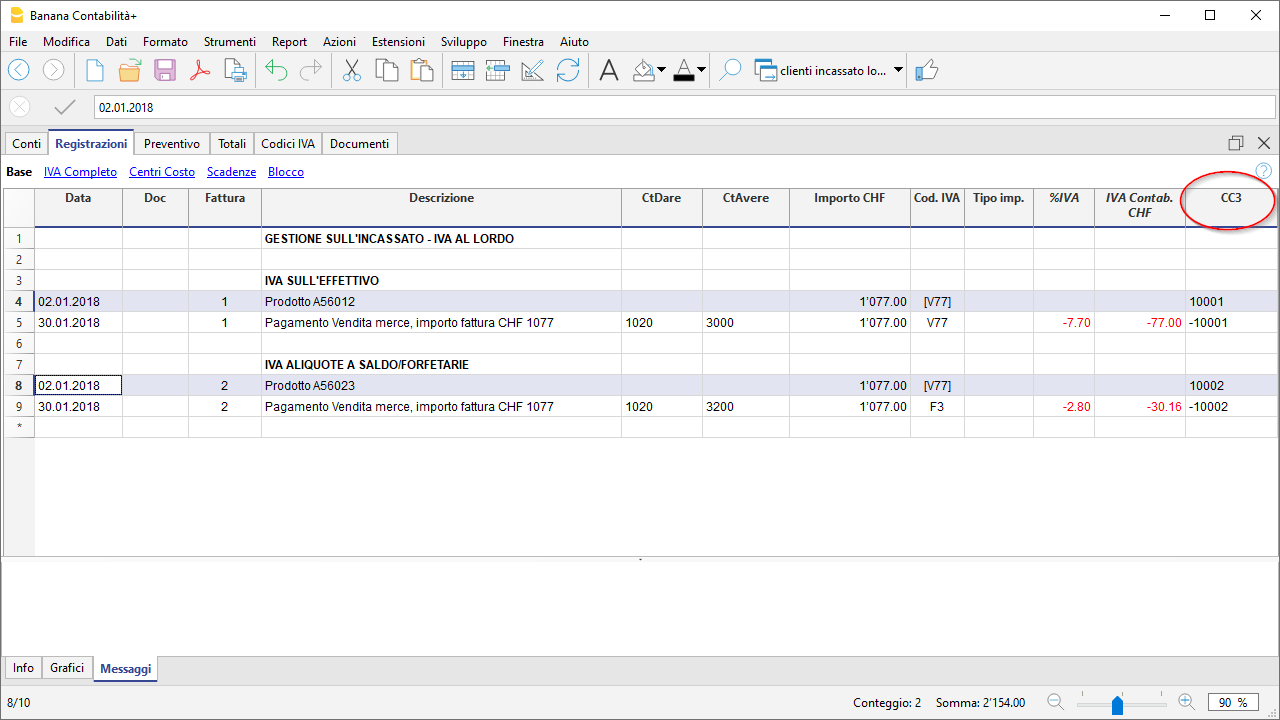 Banana Contabilità+
File Modifica Dati Formato Strumenti Report Azioni Estensioni Sviluppo Finestra Aiuto
clienti incassato lo...
02.01.2018
Conti Registrazioni Preventivo Totali Codici IVA Documenti
Base IVA Completo Centri Costo Scadenze Blocco ?
Data Doc Fattura Descrizione CtDare CtAvere Importo CHF Cod. IVA Tipo imp. %IVA IVA Contab. CHF CC3
1 GESTIONE SULL'INCASSATO - IVA AL LORDO
2
3 IVA SULL'EFFETTIVO
4 02.01.2018 1 Prodotto A56012 1'077.00 [V77] 10001
5 30.01.2018 1 Pagamento Vendita merce, importo fattura CHF 1077 1020 3000 1'077.00 V77 -7.70 -77.00 -10001
6
7 IVA ALIQUOTE A SALDO/FORFETARIE
8 02.01.2018 2 Prodotto A56023 1'077.00 [V77] 10002
9 30.01.2018 2 Pagamento Vendita merce, importo fattura CHF 1077 1020 3200 1'077.00 F3 -2.80 -30.16 -10002
*
Info Grafici Messaggi
8/10 Conteggio: 2 Somma: 2'154.00 90 %